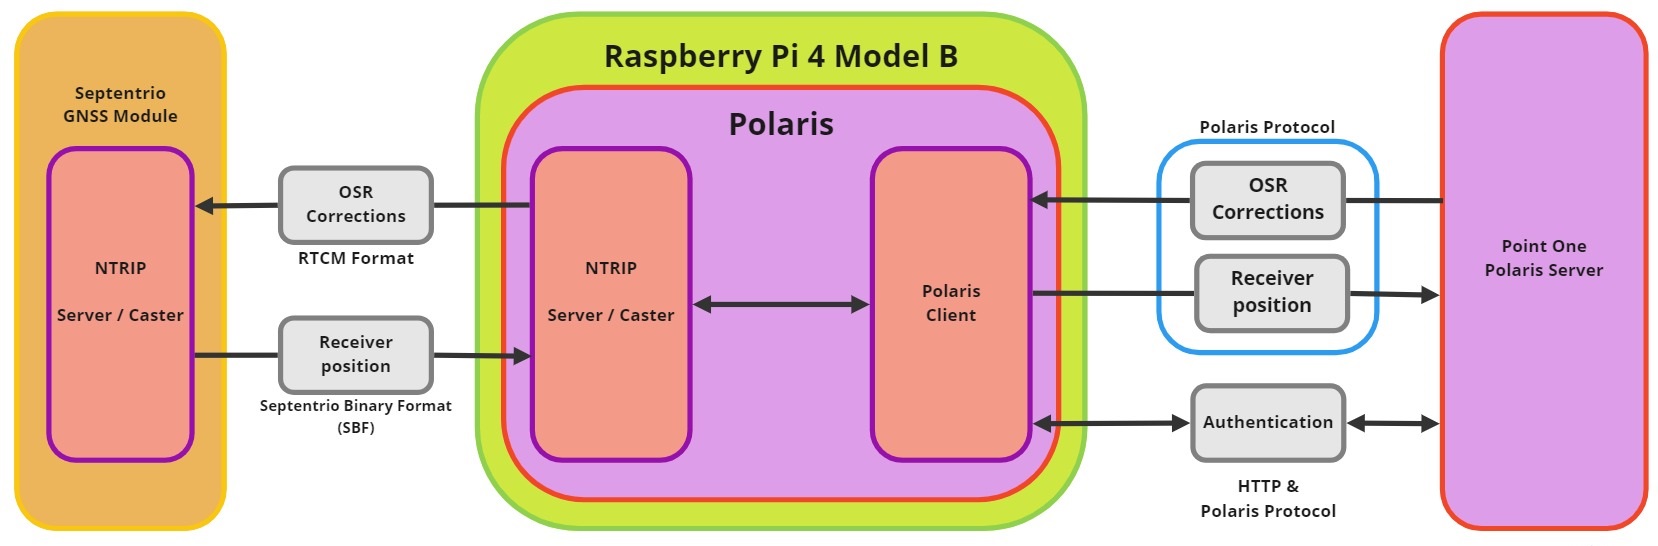 Septentrio
GNSS Module
NTRIP
Server / Caster
OSR
Corrections
RTCM Format
Receiver
position
Septentrio Binary Format
(SBF)
Raspberry Pi 4 Model B
Polaris
NTRIP
Server / Caster
Polaris
Client
Polaris Protocol
OSR
Corrections
Receiver
position
Authentication
HTTP &
Polaris Protocol
Point One
Polaris Server